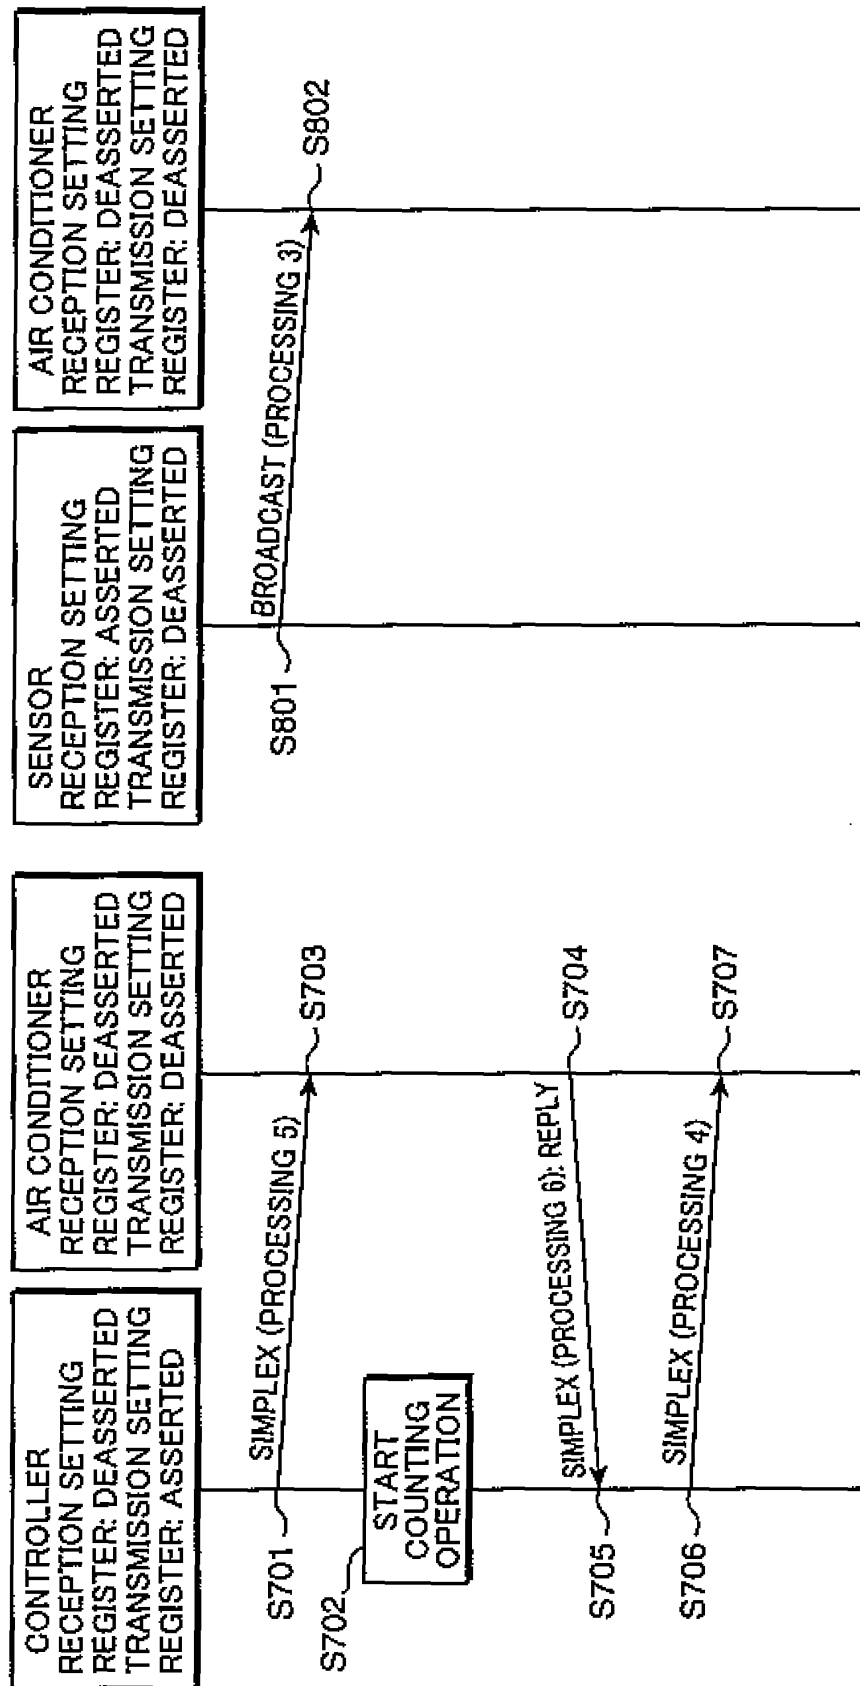 CONTROLLER
RECEPTION SETTING
REGISTER: DEASSERTED
TRANSMISSION SETTING
REGISTER: ASSERTED
AIR CONDITIONER
RECEPTION SETTING
REGISTER: DEASSERTED
TRANSMISSION SETTING
REGISTER: DEASSERTED
S701
SIMPLEX (PROCESSING 5)
S703
S702
START
COUNTING
OPERATION
SIMPLEX (PROCESSING 6): REPLY
S704
S705
S706
SIMPLEX (PROCESSING 4)
S707
SENSOR
RECEPTION SETTING
REGISTER: ASSERTED
TRANSMISSION SETTING
REGISTER: DEASSERTED
AIR CONDITIONER
RECEPTION SETTING
REGISTER: DEASSERTED
TRANSMISSION SETTING
REGISTER: DEASSERTED
S801
BROADCAST (PROCESSING 3)
S802